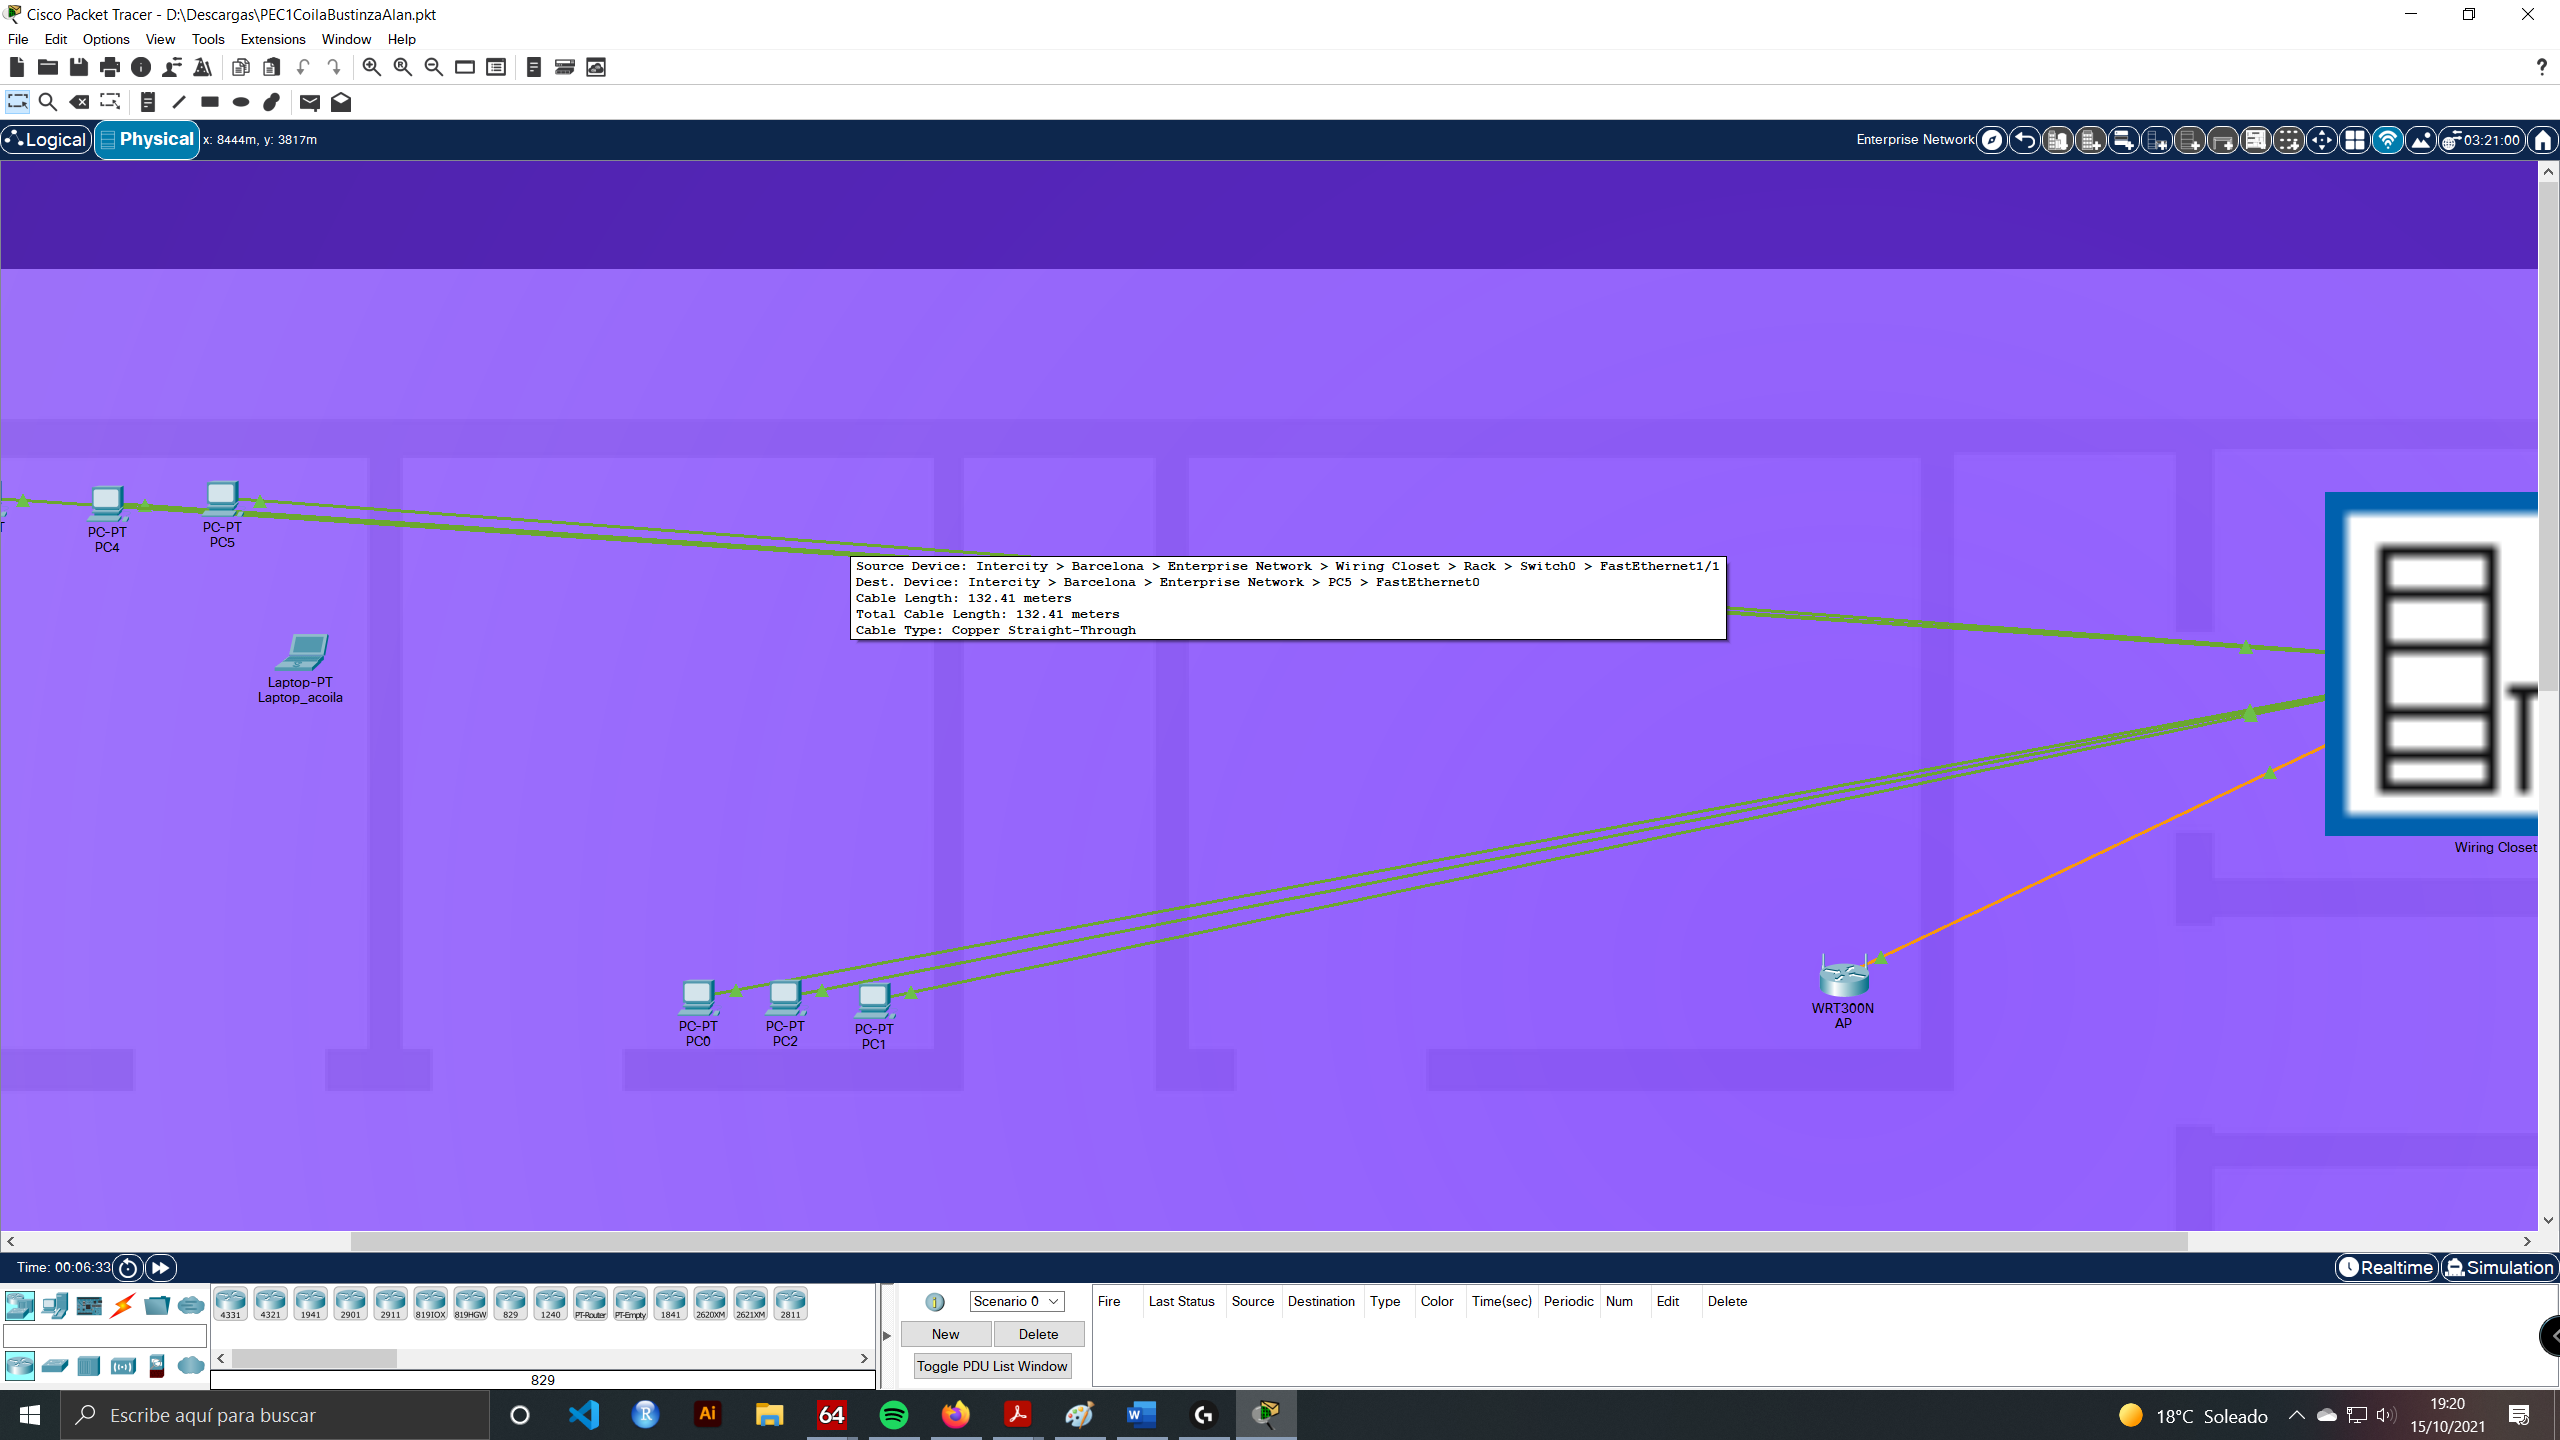 Cisco Packet Tracer - D:\Descargas\PEC1CoilaBustinzaAlan.pkt
File Edit Options View Tools Extensions Window Help
?
Logical Physical x: 8444m, y: 3817m Enterprise Network 03:21:00
PC-PT
PC4
PC-PT
PC5
Source Device: Intercity > Barcelona > Enterprise Network > Wiring Closet > Rack > Switch0 > FastEthernet1/1
Dest. Device: Intercity > Barcelona > Enterprise Network > PC5 > FastEthernet0
Cable Length: 132.41 meters
Total Cable Length: 132.41 meters
Cable Type: Copper Straight-Through
Laptop-PT
Laptop_acoila
Wiring Closet
PC-PT
PC0
PC-PT
PC2
PC-PT
PC1
WRT300N
AP
Time: 00:06:33 Realtime Simulation
4331 4321 1941 2901 2911 819IOX 819HGW 829 1240 PT-Router PT-Empty 1841 2620XM 2621XM 2811
829
Scenario 0
New Delete
Toggle PDU List Window
Fire Last Status Source Destination Type Color Time(sec) Periodic Num Edit Delete
Escribe aquí para buscar
R Ai 64 W G
18°C Soleado
19:20
15/10/2021